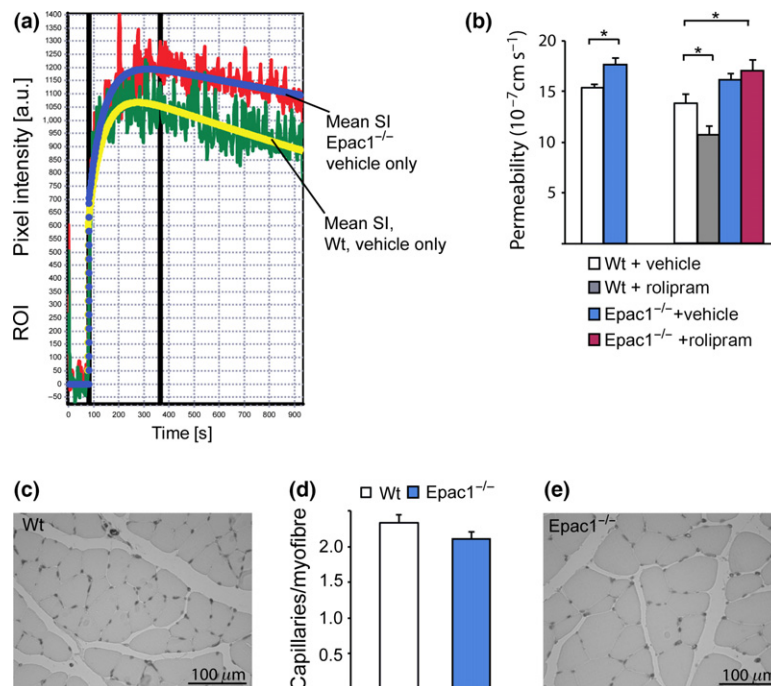 (a)
1400
1350
1300
1250
1200
1150
1100
1050
1000
950
900
850
800
750
700
650
600
550
500
450
400
350
300
250
200
150
100
50
0
−50
Pixel intensity [a.u.]
ROI
0 100 200 300 400 500 600 700 800 900
Time [s]
Mean SI
Epac1−/−
vehicle only
Mean SI,
Wt, vehicle only
(b)
Permeability (10−7cm s−1)
20
15
10
5
* * *
Wt + vehicle
Wt + rolipram
Epac1−/− +vehicle
Epac1−/− +rolipram
(c)
Wt
100 μm
(d)
Wt Epac1−/−
Capillaries/myofibre
2.0
1.5
1.0
0.5
(e)
Epac1−/−
100 μm